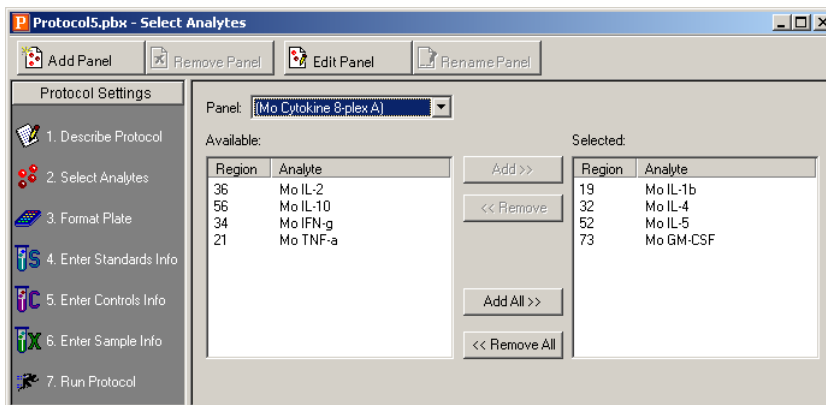 Protocol5.pbx - Select Analytes
Add Panel Remove Panel Edit Panel Rename Panel
Protocol Settings
1. Describe Protocol
2. Select Analytes
3. Format Plate
4. Enter Standards Info
5. Enter Controls Info
6. Enter Sample Info
7. Run Protocol
Panel: (Mo Cytokine 8-plex A)
Available:
Region Analyte
36 Mo IL-2
56 Mo IL-10
34 Mo IFN-g
21 Mo TNF-a
Add >>
<< Remove
Add All >>
<< Remove All
Selected:
Region Analyte
19 Mo IL-1b
32 Mo IL-4
52 Mo IL-5
73 Mo GM-CSF